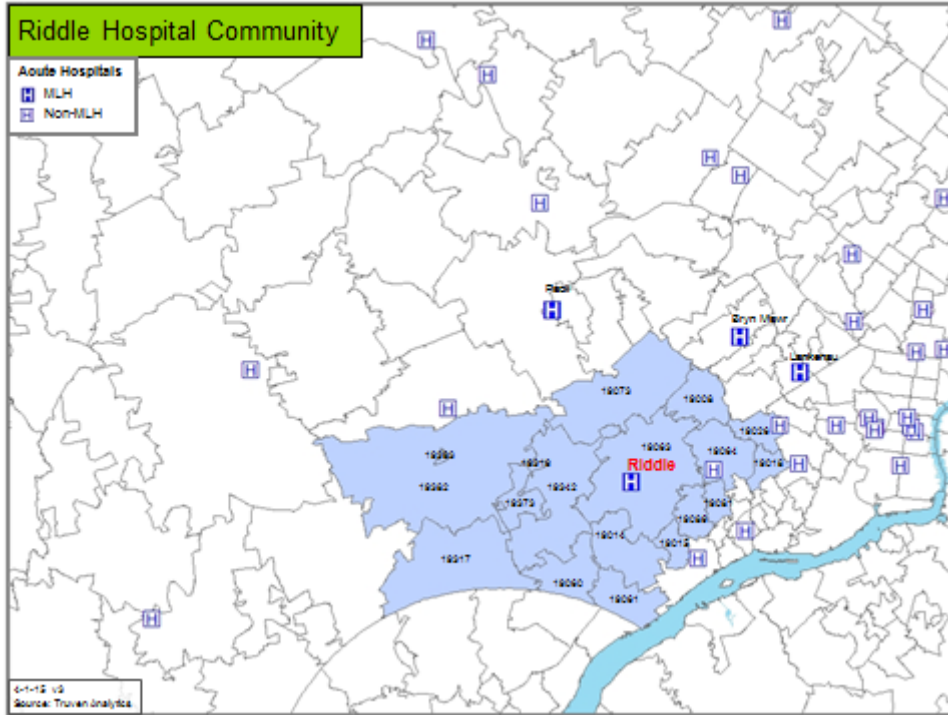 Riddle Hospital Community
Acute Hospitals
MLH
Non-MLH
Paoli
Bryn Mawr
Lankenau
19073
19008
19026
19063
19064
19018
Riddle
19319
19382
19342
19373
19081
19086
19014
19015
19317
19060
19061
Source: Truven Analytics